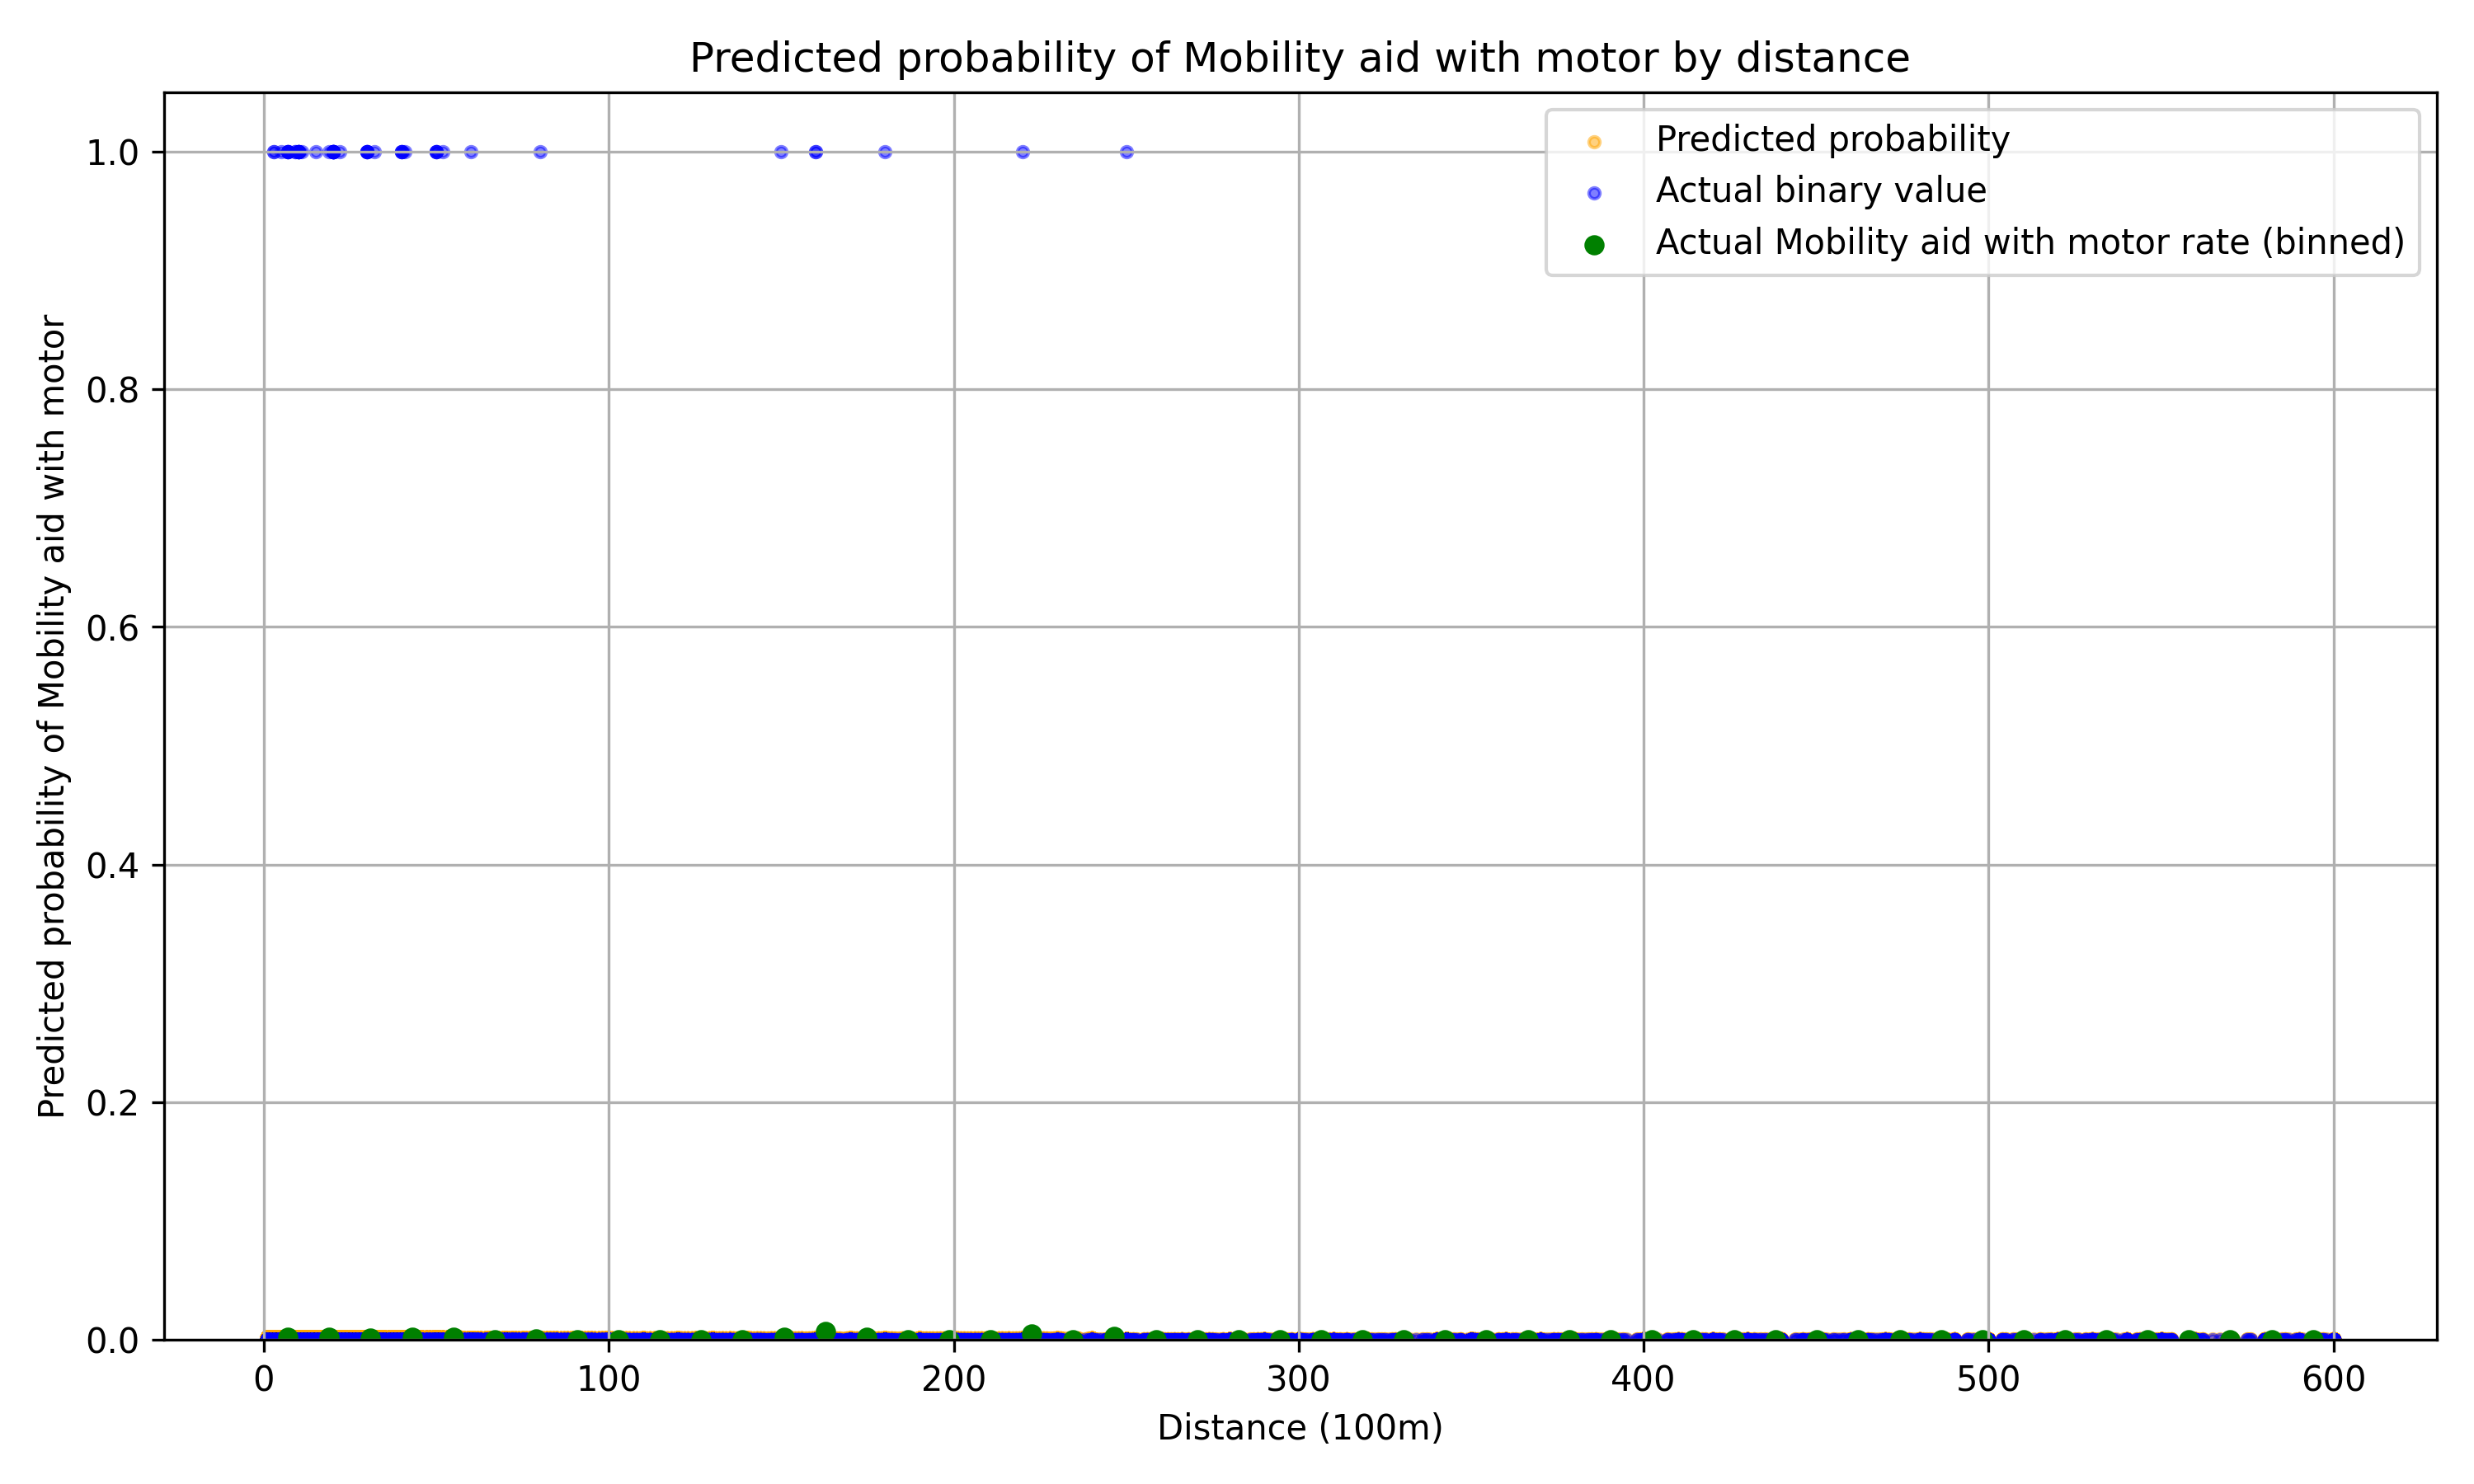 Predicted probability of Mobility aid with motor by distance
Predicted probability
Actual binary value
Actual Mobility aid with motor rate (binned)
Predicted probability of Mobility aid with motor
1.0
0.8
0.6
0.4
0.2
0.0
0 100 200 300 400 500 600
Distance (100m)